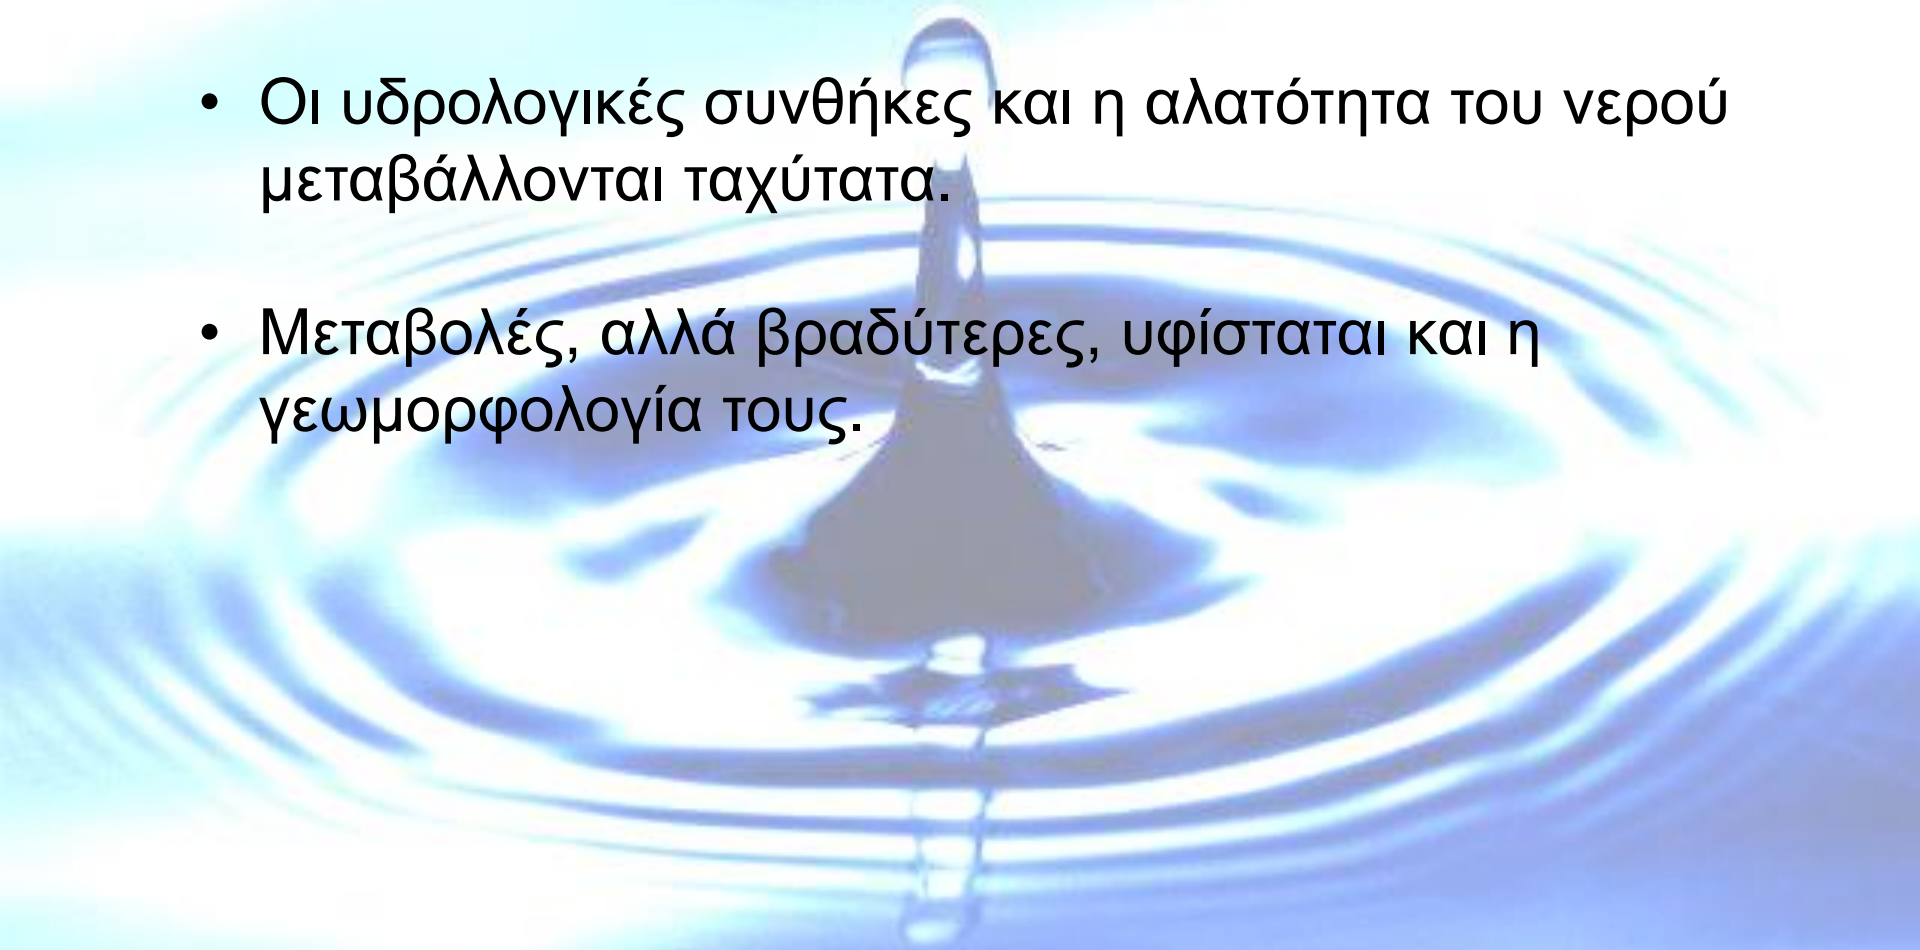 • Οι υδρολογικές συνθήκες και η αλατότητα του νερού
μεταβάλλονται ταχύτατα.
• Μεταβολές, αλλά βραδύτερες, υφίσταται και η
γεωμορφολογία τους.